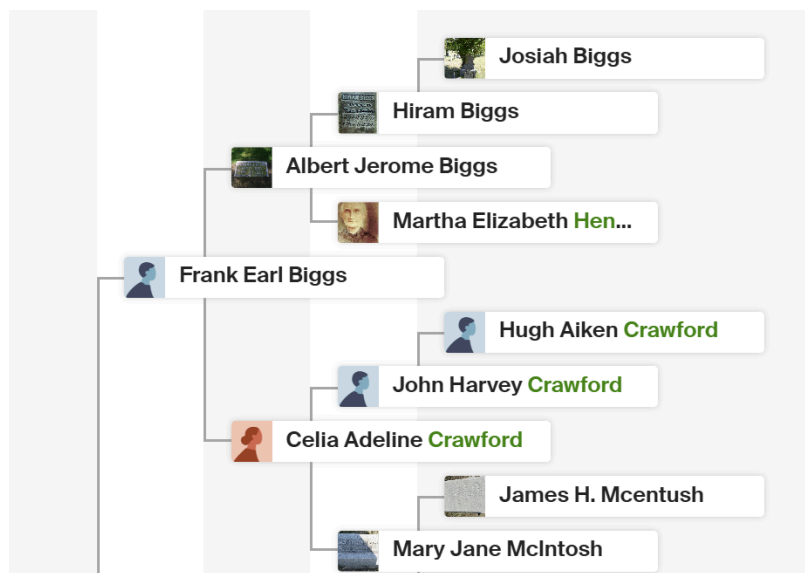 Josiah Biggs
Hiram Biggs
Albert Jerome Biggs
Martha Elizabeth Hen...
Frank Earl Biggs
Hugh Aiken Crawford
John Harvey Crawford
Celia Adeline Crawford
James H. Mcentush
Mary Jane McIntosh